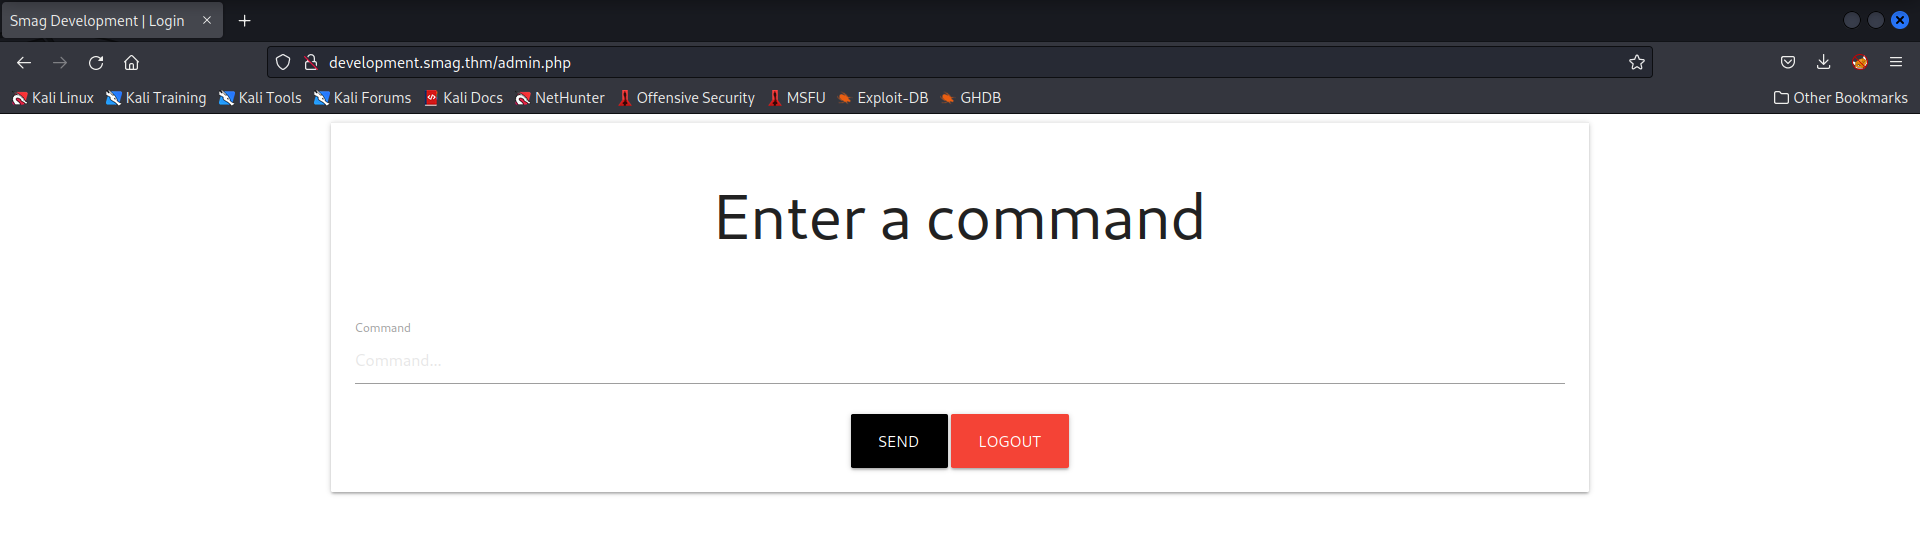 Smag Development | Login
development.smag.thm/admin.php
Kali Linux Kali Training Kali Tools Kali Forums Kali Docs NetHunter Offensive Security MSFU Exploit-DB GHDB Other Bookmarks
Enter a command
Command
Command...
SEND LOGOUT